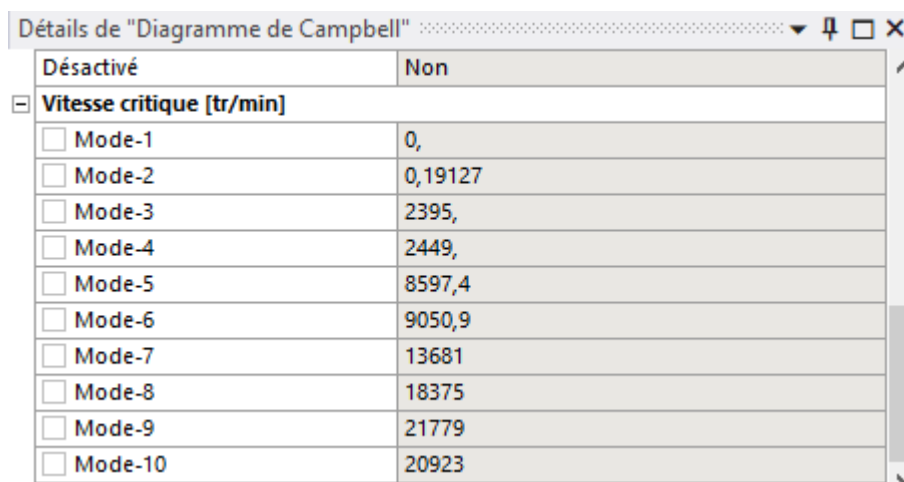 Détails de "Diagramme de Campbell"
Désactivé Non
Vitesse critique [tr/min]
Mode-1 0,
Mode-2 0,19127
Mode-3 2395,
Mode-4 2449,
Mode-5 8597,4
Mode-6 9050,9
Mode-7 13681
Mode-8 18375
Mode-9 21779
Mode-10 20923